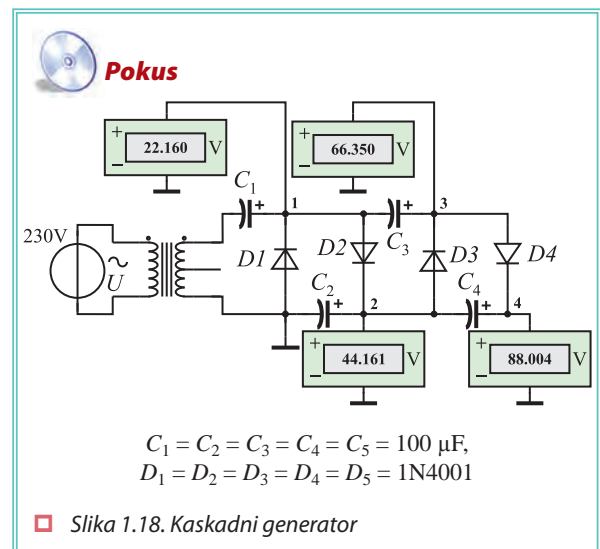 Pokus
22.160 V
66.350 V
+
–
+
–
C₁
+
1
+
3
230V
C₃
U
D1
D2
D3
D4
C₂
+
C₄
+
2
4
+
–
44.161 V
+
–
88.004 V
C₁ = C₂ = C₃ = C₄ = C₅ = 100 µF,
D₁ = D₂ = D₃ = D₄ = D₅ = 1N4001
Slika 1.18. Kaskadni generator